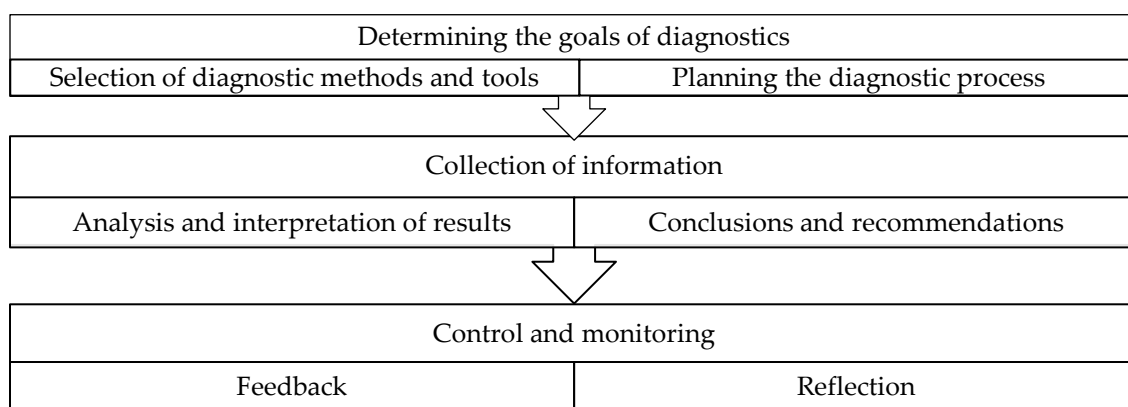 Determining the goals of diagnostics
Selection of diagnostic methods and tools
Planning the diagnostic process
Collection of information
Analysis and interpretation of results
Conclusions and recommendations
Control and monitoring
Feedback
Reflection